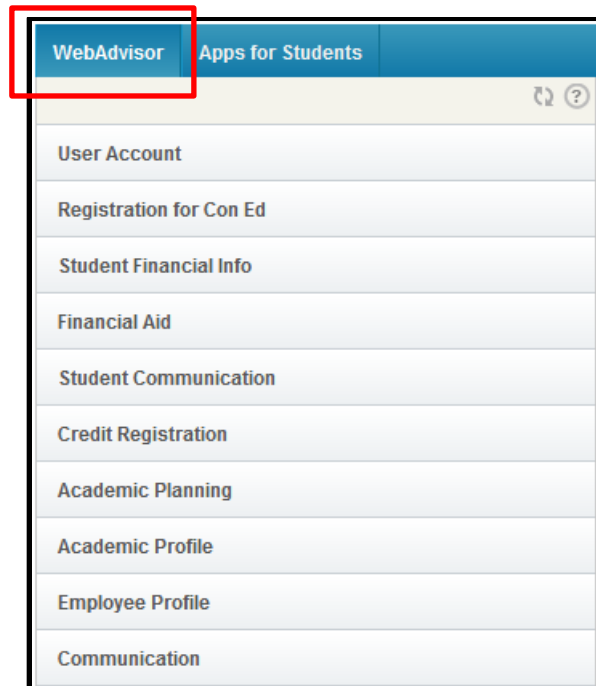 WebAdvisor Apps for Students
?
User Account
Registration for Con Ed
Student Financial Info
Financial Aid
Student Communication
Credit Registration
Academic Planning
Academic Profile
Employee Profile
Communication